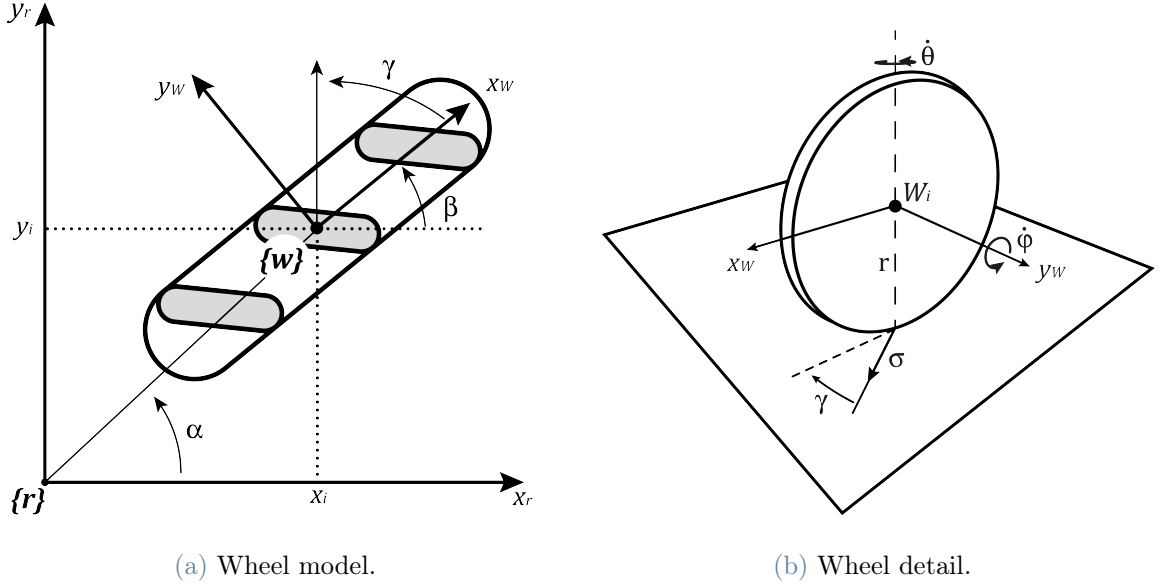 yr
γ
yW
xW
β
yi
{w}
α
{r}
xi
xr
(a) Wheel model.
θ̇
Wi
φ̇
xW
r
yW
σ
γ
(b) Wheel detail.